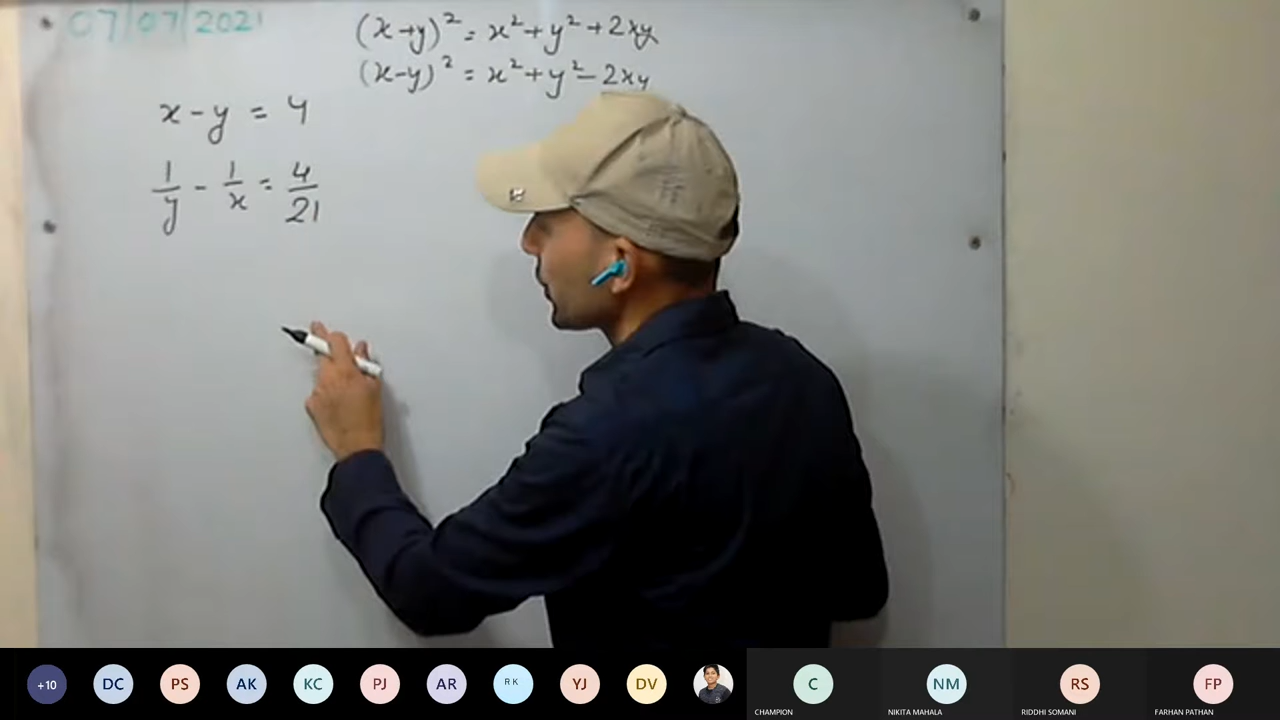 07/07/2021
(x+y)² = x²+y²+2xy
(x-y)² = x²+y²-2xy
x-y = 4
1/y - 1/x = 4/21
+10
DC
PS
AK
KC
PJ
AR
RK
YJ
DV
C
NM
RS
FP
CHAMPION
NIKITA MAHALA
RIDDHI SOMANI
FARHAN PATHAN